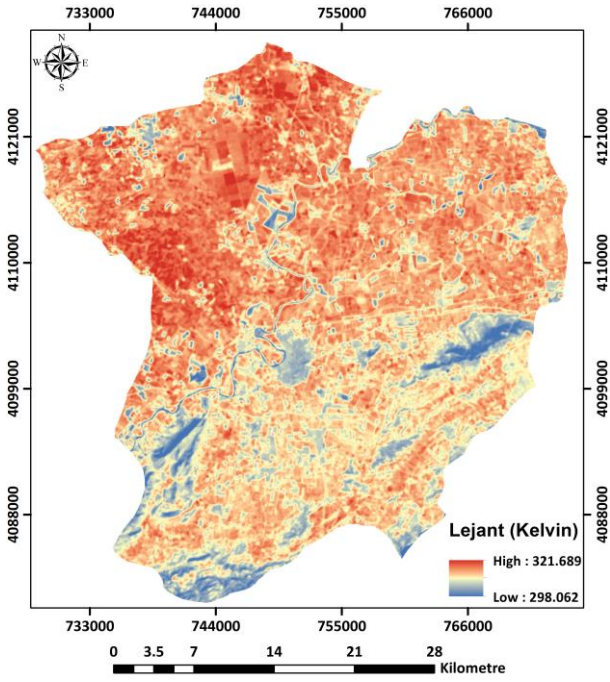 733000 744000 755000 766000
N
W E
S
4121000 4121000
4110000 4110000
4099000 4099000
4088000 4088000
Lejant (Kelvin)
High : 321.689
Low : 298.062
733000 744000 755000 766000
0 3.5 7 14 21 28
Kilometre